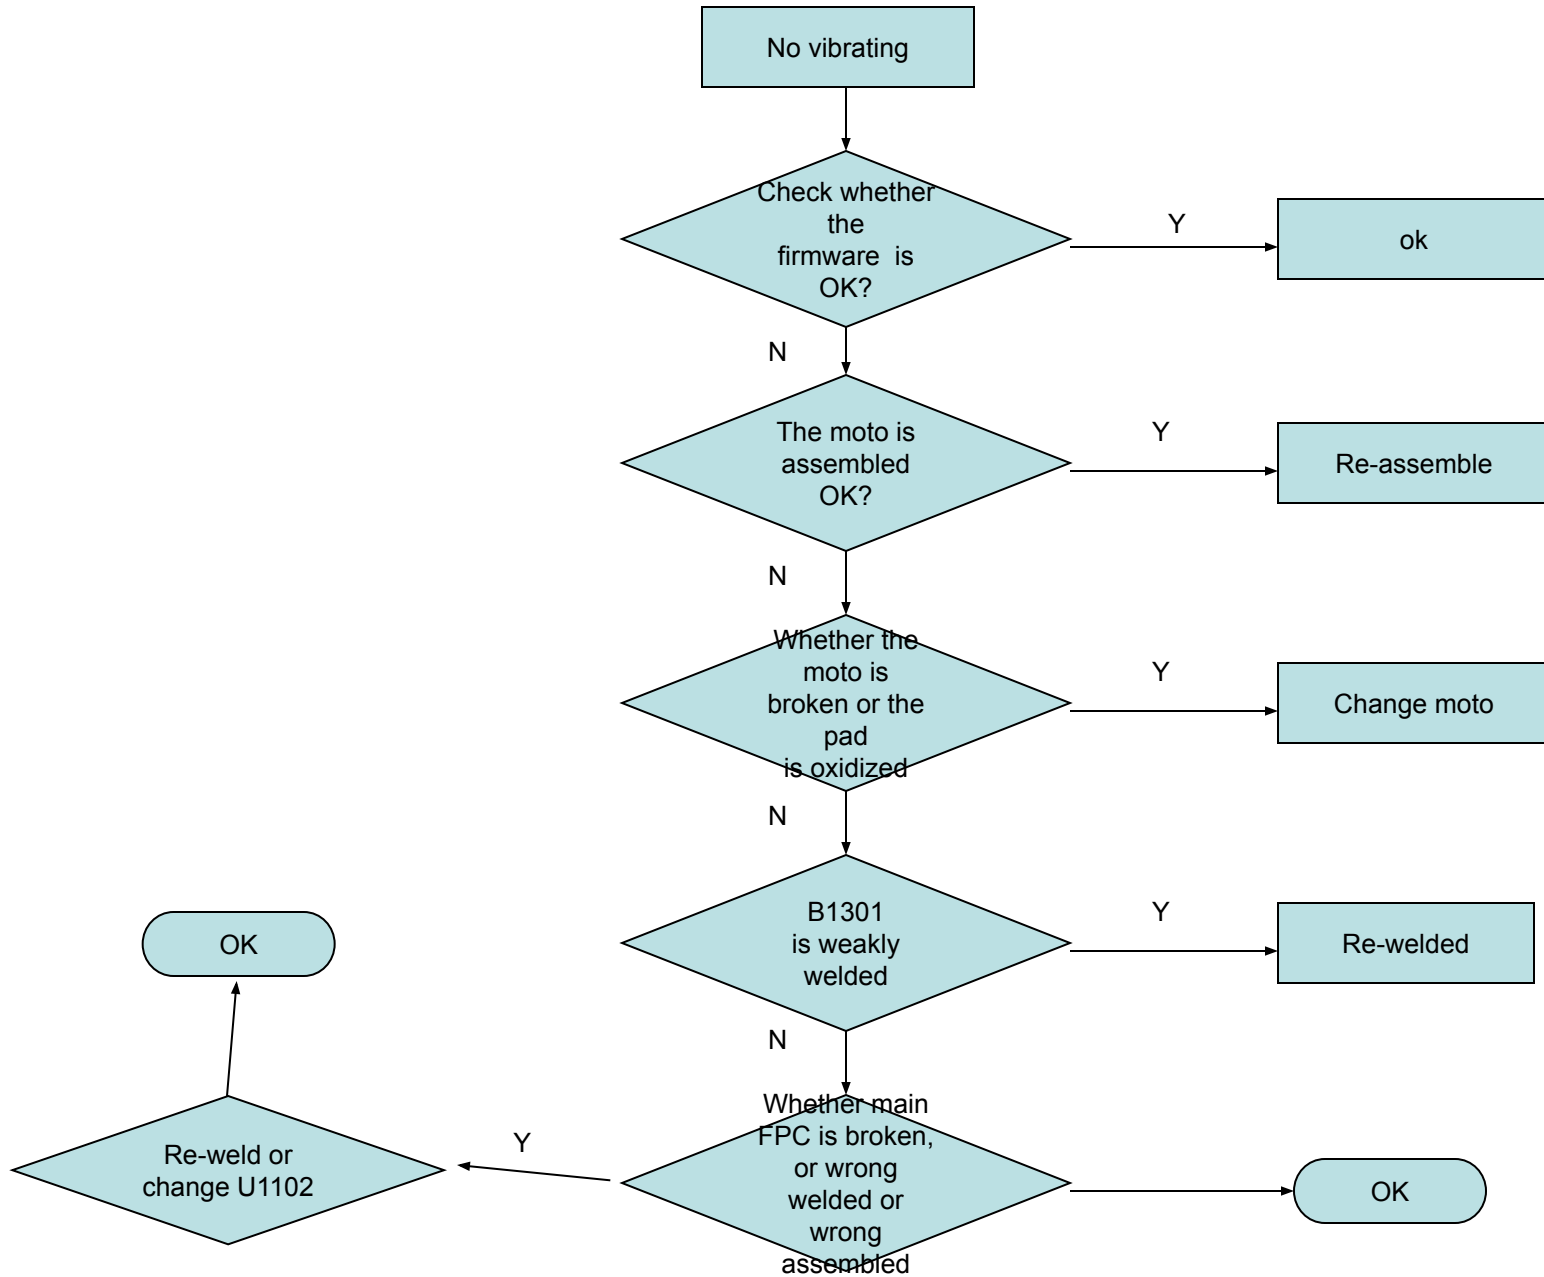 No vibrating
Check whether
the
firmware  is
OK?
Y
ok
N
The moto is
assembled
OK?
Y
Re-assemble
N
Whether the
moto is
broken or the
pad
is oxidized
Y
Change moto
N
B1301
is weakly
welded
Y
Re-welded
OK
N
Whether main
FPC is broken,
or wrong
welded or
wrong
assembled
Y
Re-weld or
change U1102
OK